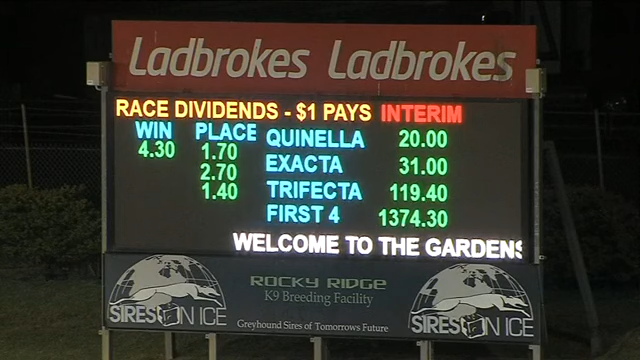 Ladbrokes Ladbrokes
RACE DIVIDENDS - $1 PAYS INTERIM
WIN PLACE QUINELLA 20.00
4.30 1.70
2.70 EXACTA 31.00
1.40 TRIFECTA 119.40
FIRST 4 1374.30
WELCOME TO THE GARDENS
ROCKY RIDGE
K9 Breeding Facility
SIRES ON ICE
SIRES ON ICE
Greyhound Sires of Tomorrows Future